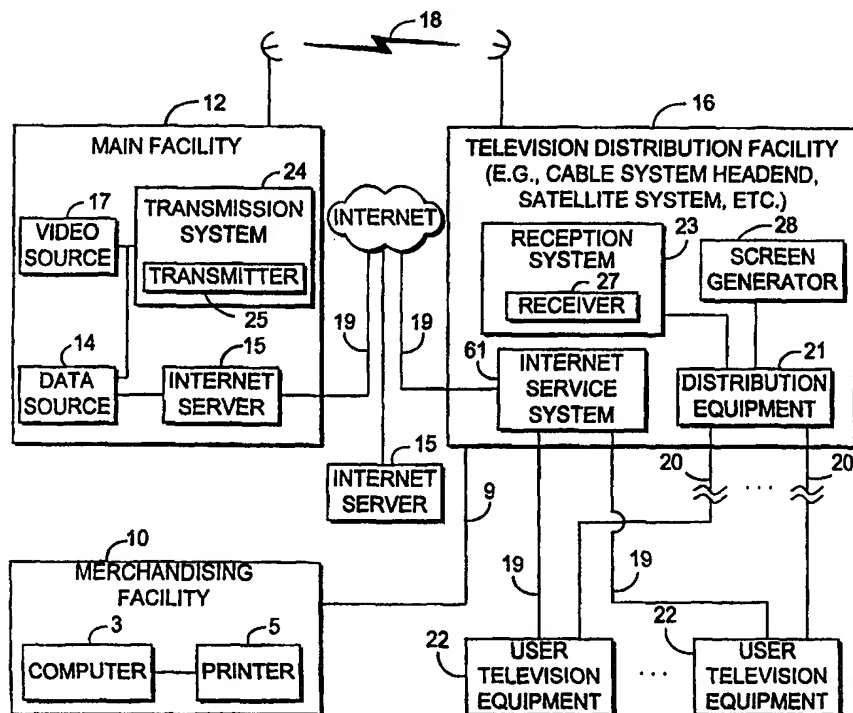 18
12
MAIN FACILITY
24
17
VIDEO
SOURCE
TRANSMISSION
SYSTEM
TRANSMITTER
25
14
DATA
SOURCE
15
INTERNET
SERVER
INTERNET
19
19
15
INTERNET
SERVER
16
TELEVISION DISTRIBUTION FACILITY
(E.G., CABLE SYSTEM HEADEND,
SATELLITE SYSTEM, ETC.)
RECEPTION
SYSTEM
23
27
RECEIVER
28
SCREEN
GENERATOR
61
INTERNET
SERVICE
SYSTEM
21
DISTRIBUTION
EQUIPMENT
20
...
20
9
10
MERCHANDISING
FACILITY
3
COMPUTER
5
PRINTER
19
19
22
USER
TELEVISION
EQUIPMENT
...
22
USER
TELEVISION
EQUIPMENT